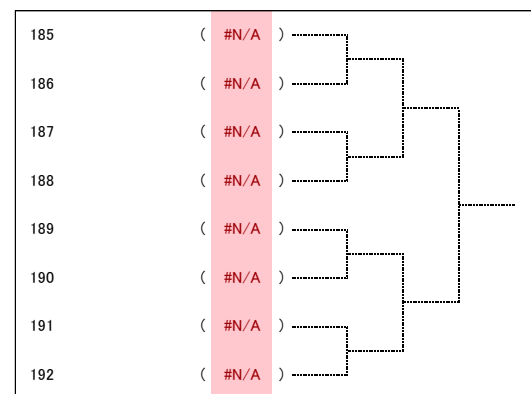 185 ( #N/A )
186 ( #N/A )
187 ( #N/A )
188 ( #N/A )
189 ( #N/A )
190 ( #N/A )
191 ( #N/A )
192 ( #N/A )